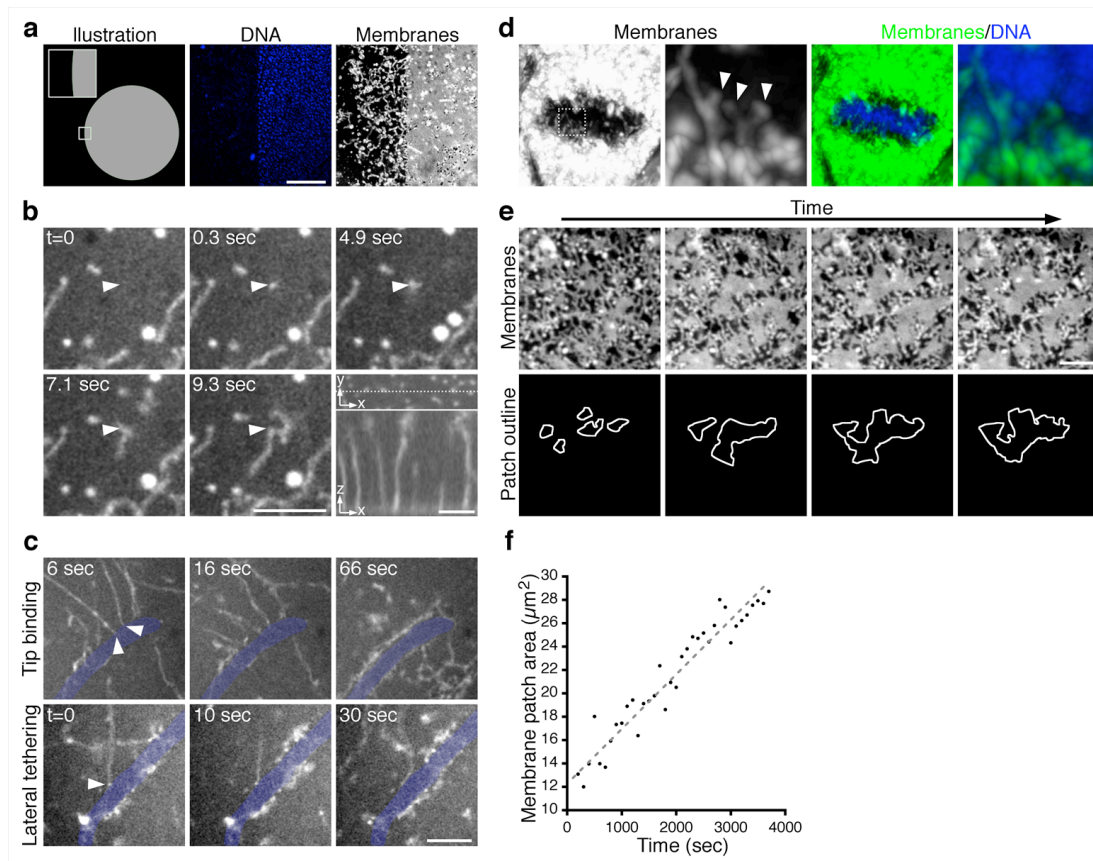 a
Illustration
DNA
Membranes
b
t=0
0.3 sec
4.9 sec
7.1 sec
9.3 sec
y
x
z
x
c
Tip binding
6 sec
16 sec
66 sec
Lateral tethering
t=0
10 sec
30 sec
d
Membranes
Membranes/DNA
e
Time
Membranes
Patch outline
f
Membrane patch area (µm²)
30
28
26
24
22
20
18
16
14
12
10
0
1000
2000
3000
4000
Time (sec)